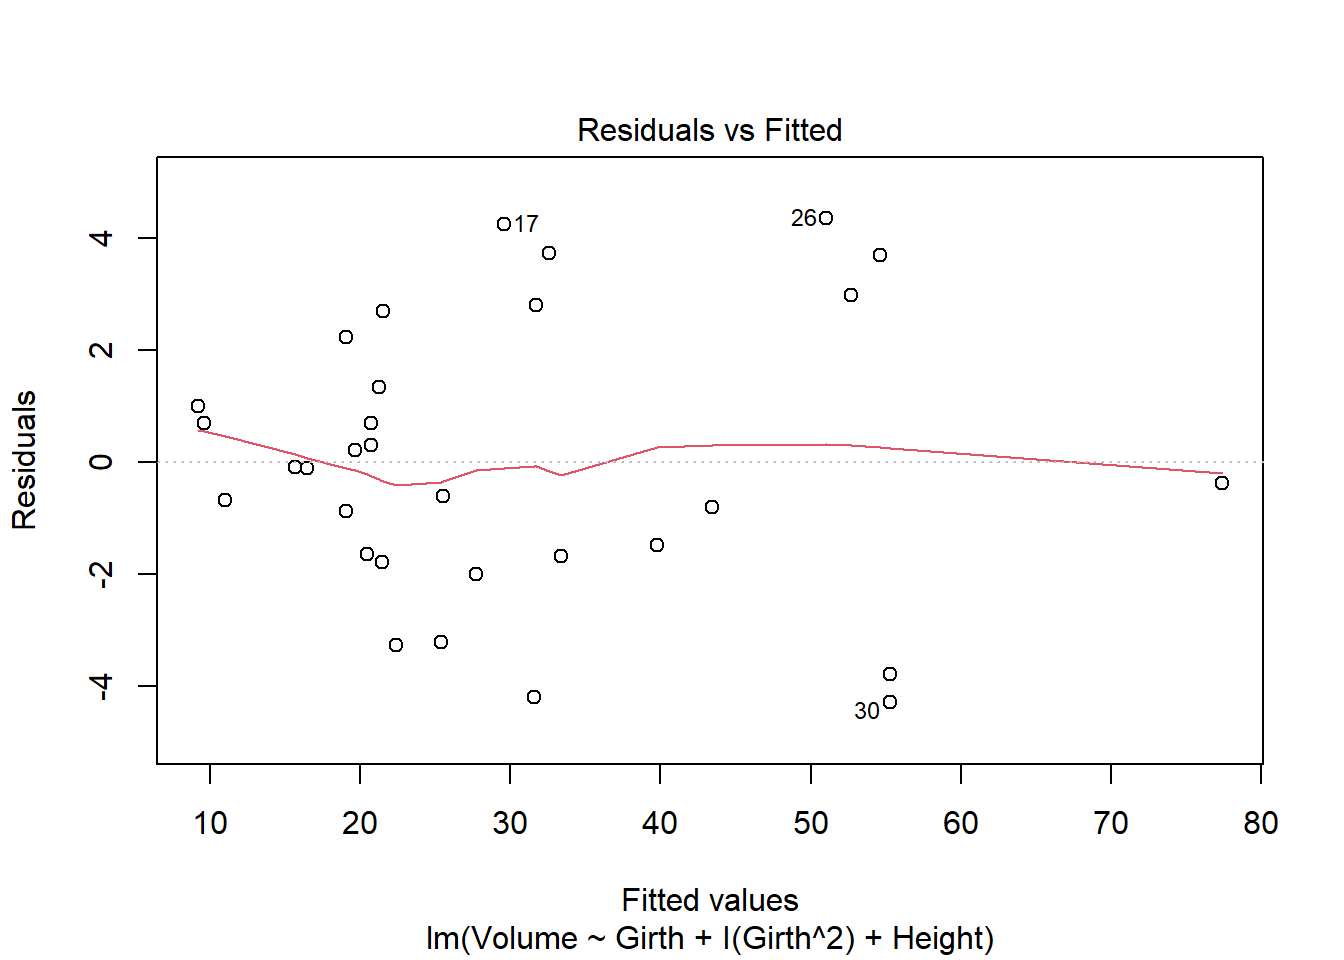 Residuals vs Fitted
Residuals
4
2
0
-2
-4
17
26
30
10 20 30 40 50 60 70 80
Fitted values
lm(Volume ~ Girth + I(Girth^2) + Height)